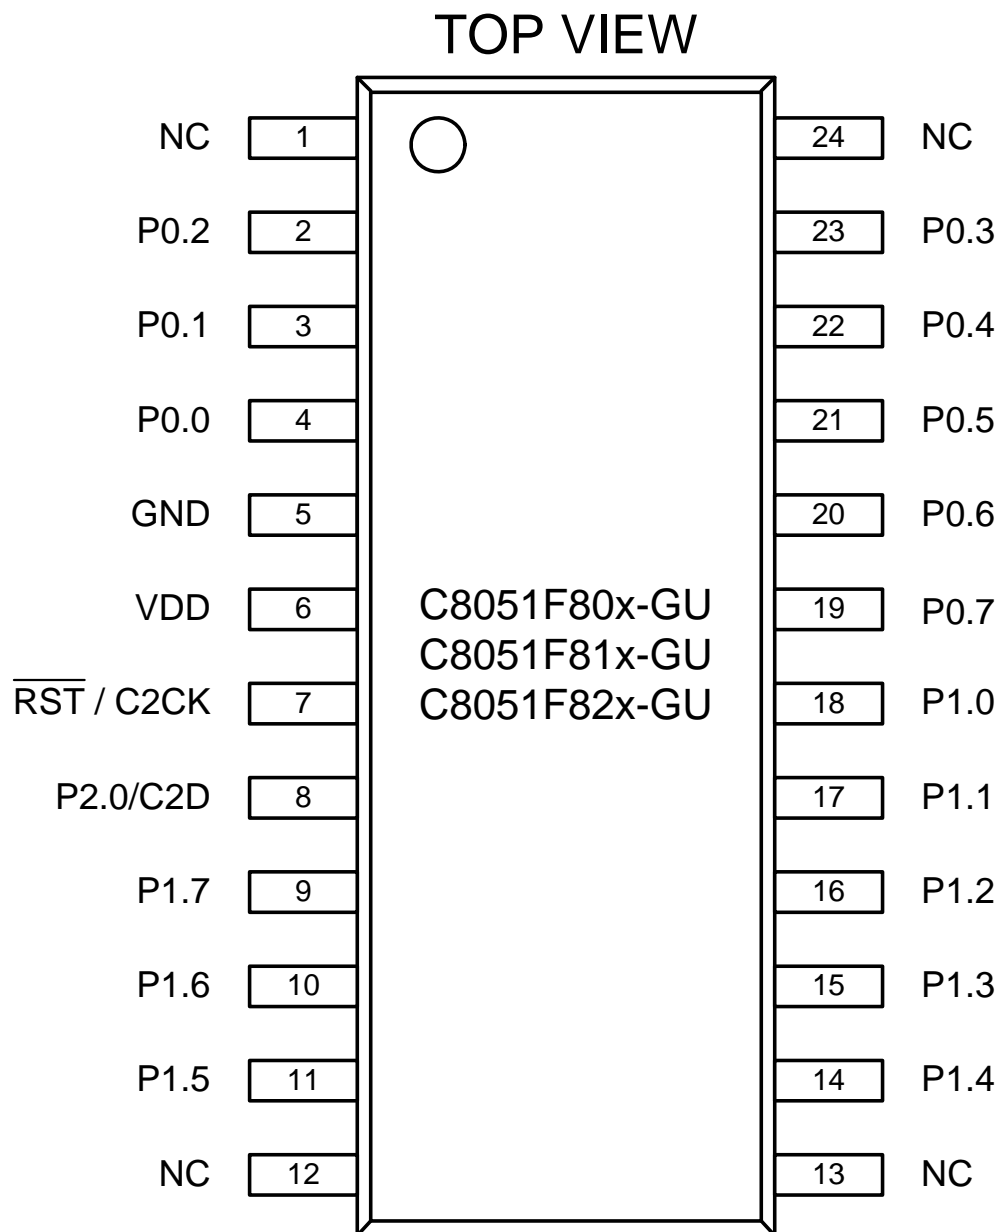 TOP VIEW
NC 1 24 NC
P0.2 2 23 P0.3
P0.1 3 22 P0.4
P0.0 4 21 P0.5
GND 5 20 P0.6
VDD 6 C8051F80x-GU 19 P0.7
C8051F81x-GU
RST / C2CK 7 C8051F82x-GU 18 P1.0
P2.0/C2D 8 17 P1.1
P1.7 9 16 P1.2
P1.6 10 15 P1.3
P1.5 11 14 P1.4
NC 12 13 NC